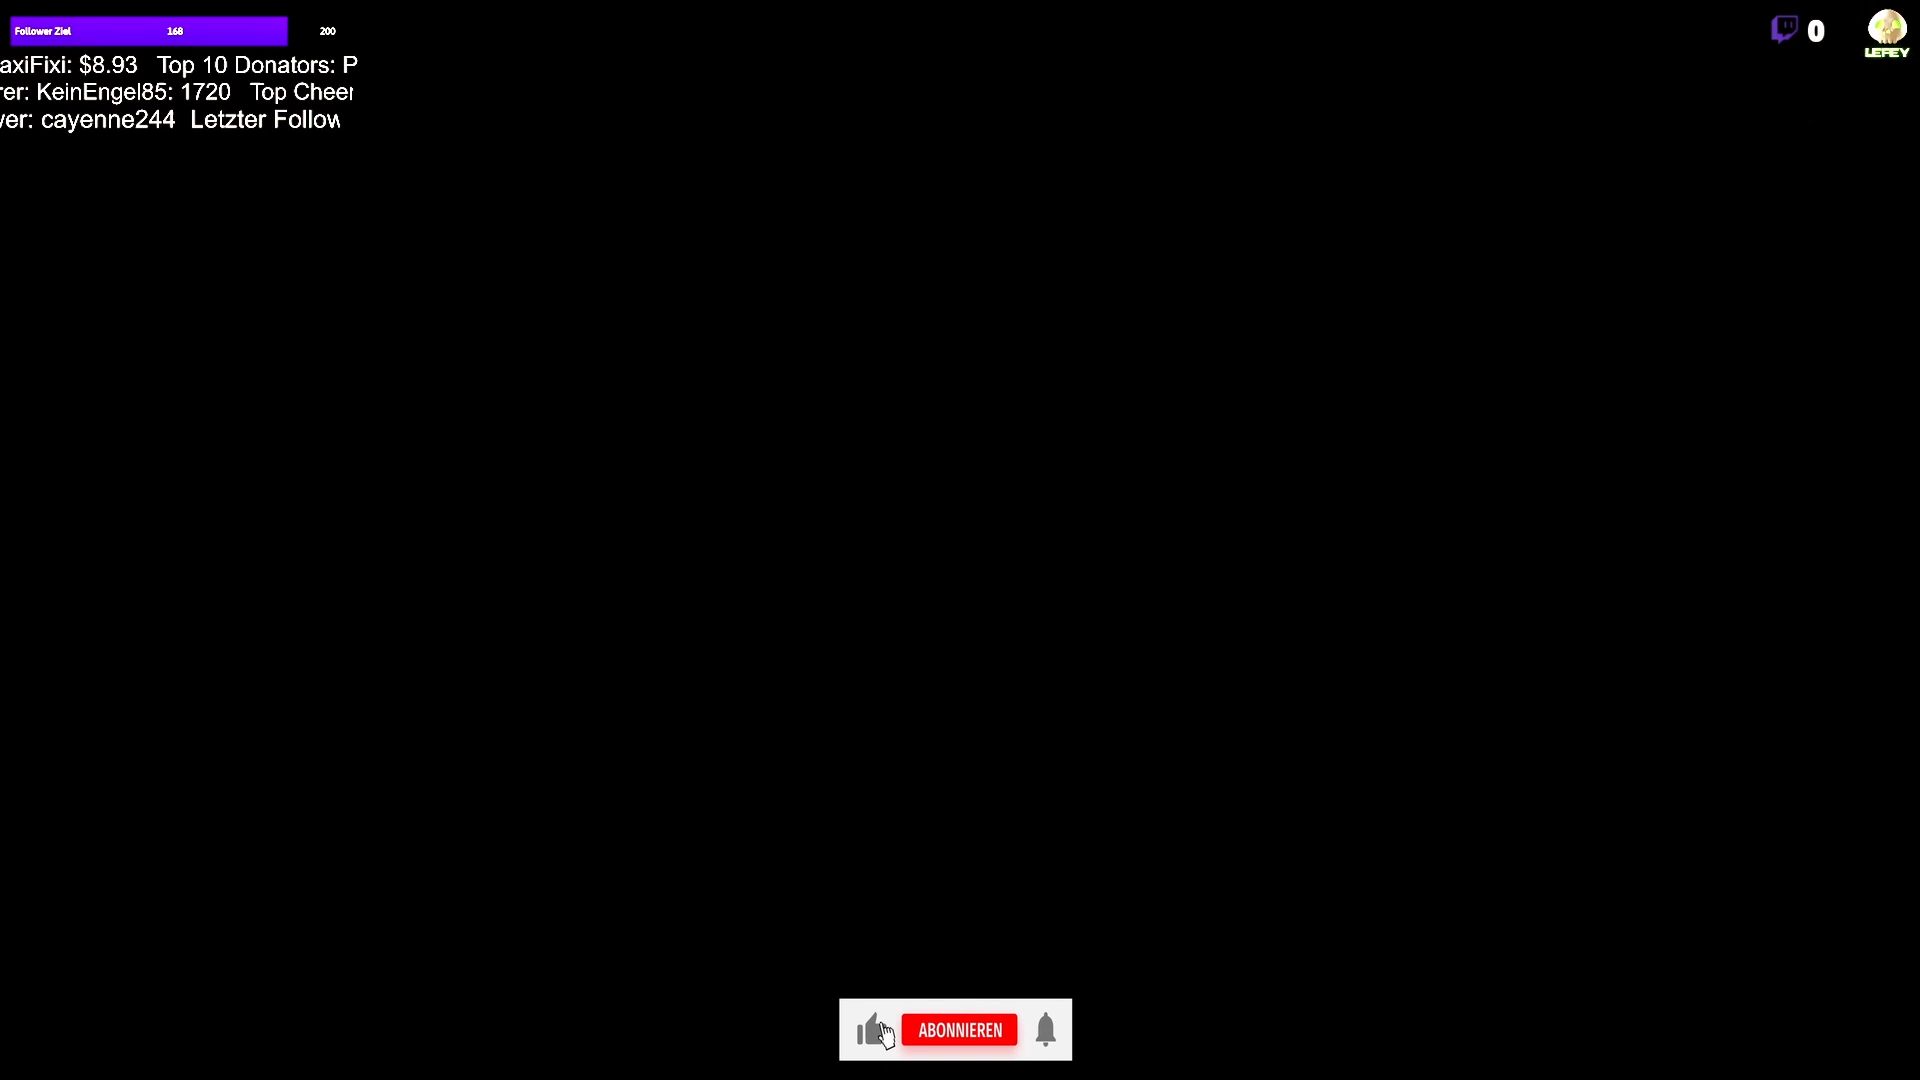 Follower Ziel 168 200
0
LEFEY
axiFixi: $8.93 Top 10 Donators: P
rer: KeinEngel85: 1720 Top Cheer
ver: cayenne244 Letzter Follow
ABONNIEREN